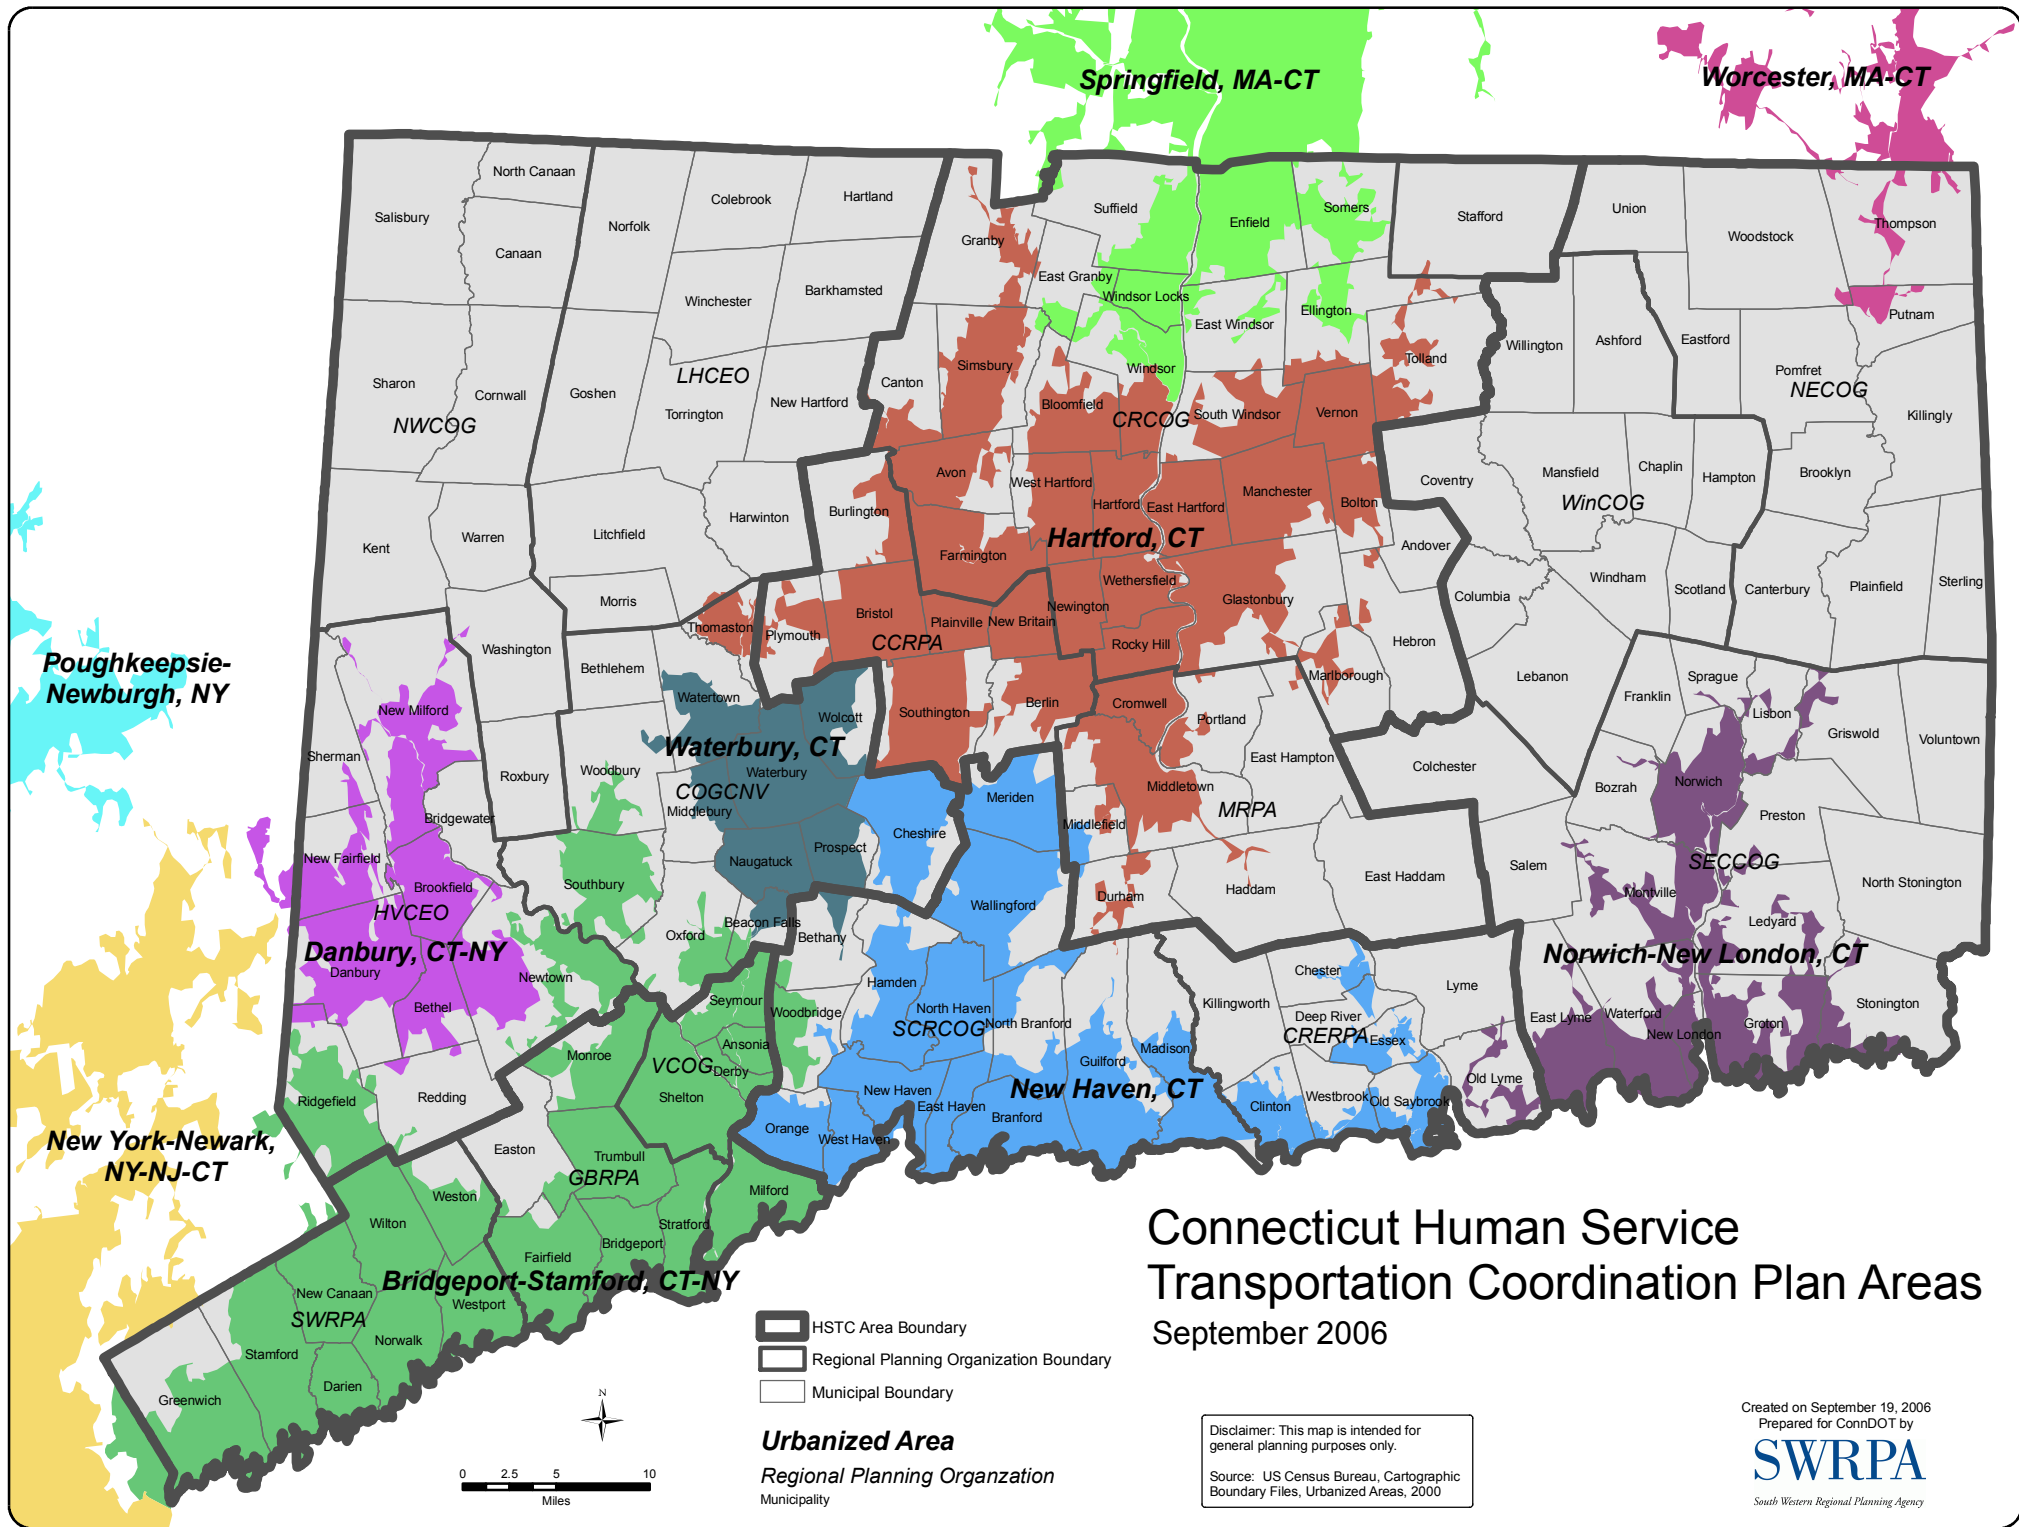 Springfield, MA-CT
Worcester, MA-CT
North Canaan
Salisbury
Colebrook
Hartland
Norfolk
Canaan
Granby
Suffield
Enfield
Somers
Stafford
Union
Woodstock
Thompson
East Granby
Winchester
Barkhamsted
Windsor Locks
East Windsor
Ellington
Putnam
Willington
Ashford
Eastford
Sharon
Cornwall
Goshen
LHCEO
Torrington
New Hartford
Canton
Simsbury
Windsor
Tolland
Pomfret
NECOG
Killingly
NWCOG
Bloomfield
CRCOG
South Windsor
Vernon
Avon
West Hartford
Hartford
East Hartford
Manchester
Bolton
Coventry
Mansfield
Chaplin
Hampton
Brooklyn
WinCOG
Burlington
Harwinton
Litchfield
Kent
Warren
Farmington
Hartford, CT
Andover
Windham
Scotland
Canterbury
Plainfield
Sterling
Morris
Wethersfield
Glastonbury
Columbia
Thomaston
Plymouth
Bristol
Plainville
New Britain
Newington
CCRPA
Rocky Hill
Hebron
Poughkeepsie-
Newburgh, NY
Washington
Bethlehem
Watertown
Wolcott
Southington
Berlin
Cromwell
Marlborough
Portland
Lebanon
Franklin
Sprague
Lisbon
Griswold
Voluntown
New Milford
Sherman
Roxbury
Woodbury
Waterbury, CT
Waterbury
COGCNV
Middlebury
East Hampton
Colchester
Bozrah
Norwich
Preston
Meriden
Middletown
MRPA
Middlefield
Bridgewater
Cheshire
New Fairfield
Brookfield
HVCEO
Southbury
Naugatuck
Prospect
Durham
Haddam
East Haddam
Salem
SECCOG
Montville
North Stonington
Ledyard
Wallingford
Danbury, CT-NY
Danbury
Bethel
Newtown
Oxford
Beacon Falls
Bethany
Hamden
Norwich-New London, CT
Chester
Lyme
Killingworth
Deep River
CRERPA
Essex
East Lyme
Waterford
New London
Groton
Stonington
Seymour
Woodbridge
North Haven
SCRCOG
North Branford
Ansonia
Monroe
VCOG
Derby
Guilford
Madison
Old Lyme
Ridgefield
Redding
Shelton
New Haven
New Haven, CT
East Haven
Branford
Clinton
Westbrook
Old Saybrook
Orange
West Haven
New York-Newark,
NY-NJ-CT
Easton
Trumbull
GBRPA
Milford
Weston
Wilton
Stratford
Bridgeport
Fairfield
Bridgeport-Stamford, CT-NY
New Canaan
Westport
SWRPA
Norwalk
Stamford
Darien
Greenwich
Connecticut Human Service
Transportation Coordination Plan Areas
September 2006
HSTC Area Boundary
Regional Planning Organization Boundary
Municipal Boundary
Urbanized Area
Regional Planning Organzation
Municipality
N
0 2.5 5 10
Miles
Disclaimer: This map is intended for
general planning purposes only.
Source: US Census Bureau, Cartographic
Boundary Files, Urbanized Areas, 2000
Created on September 19, 2006
Prepared for ConnDOT by
SWRPA
South Western Regional Planning Agency